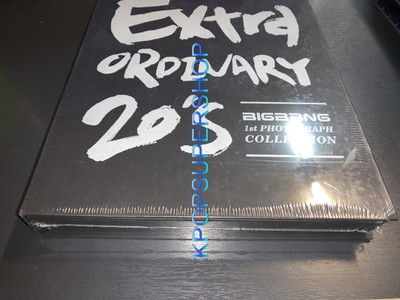 Extra
ORDINARY
20'S
BIGBANG
1st PHOTOGRAPH
COLLECTION
KPOPSUPERSHOP